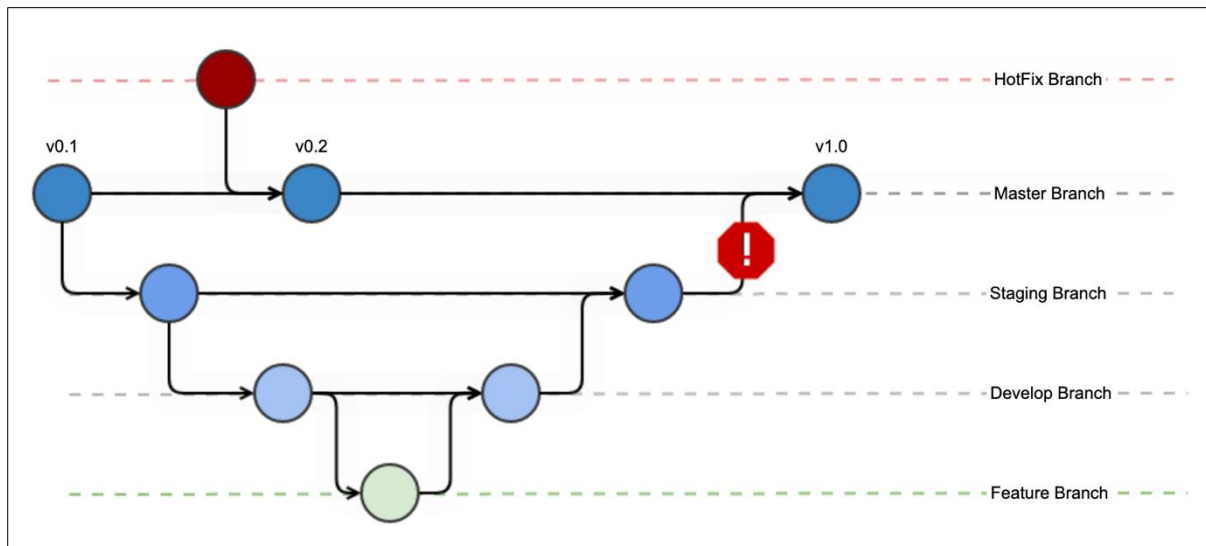 HotFix Branch
v0.1
v0.2
v1.0
Master Branch
!
Staging Branch
Develop Branch
Feature Branch